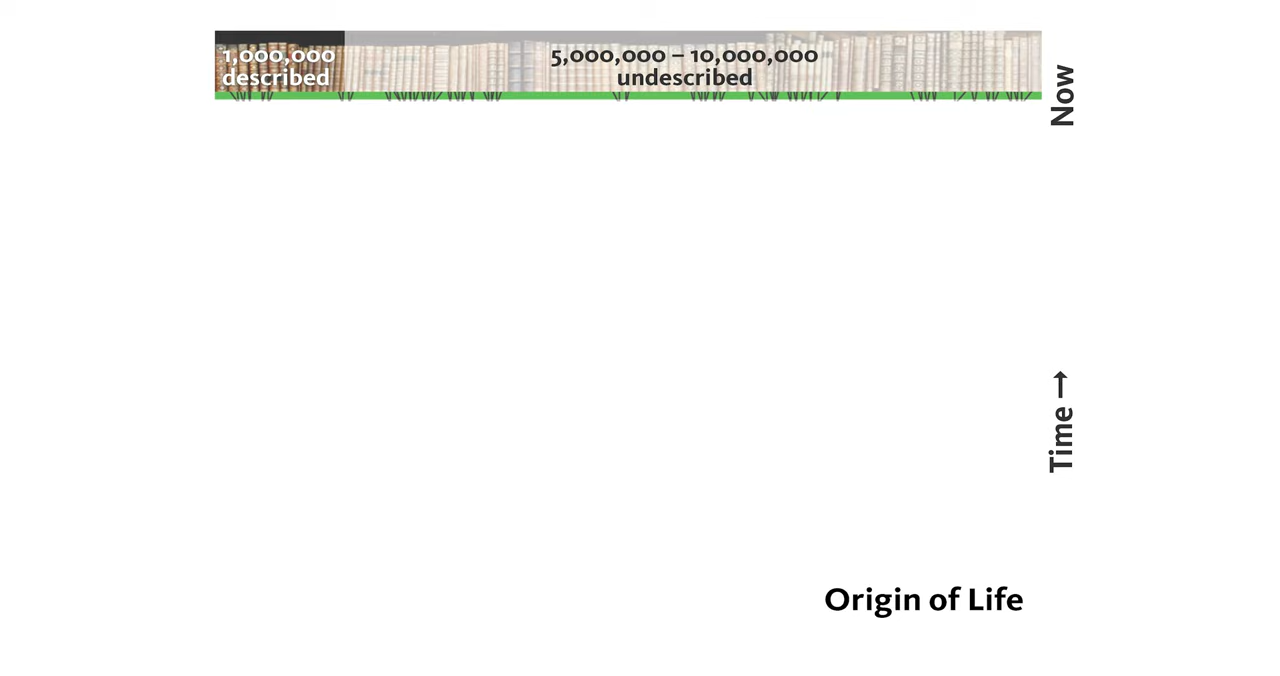 1,000,000
described
5,000,000 – 10,000,000
undescribed
Now
Time →
Origin of Life